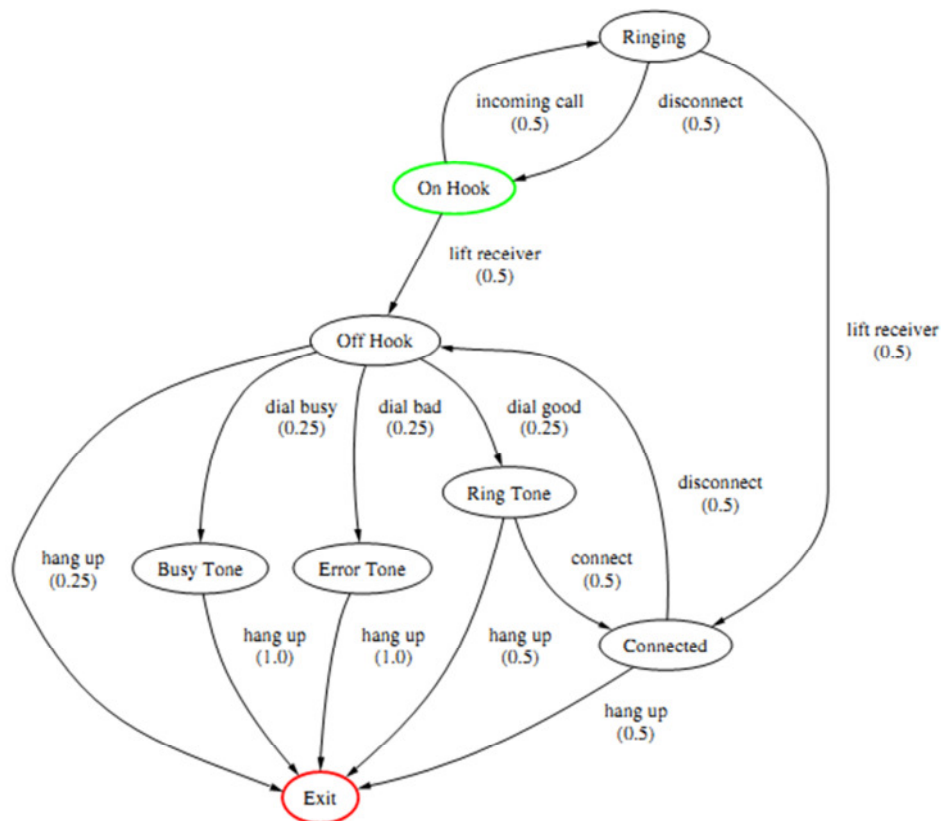 Ringing
incoming call
(0.5)
disconnect
(0.5)
On Hook
lift receiver
(0.5)
lift receiver
(0.5)
Off Hook
dial busy
(0.25)
dial bad
(0.25)
dial good
(0.25)
Ring Tone
disconnect
(0.5)
hang up
(0.25)
Busy Tone
Error Tone
connect
(0.5)
hang up
(1.0)
hang up
(1.0)
hang up
(0.5)
Connected
hang up
(0.5)
Exit